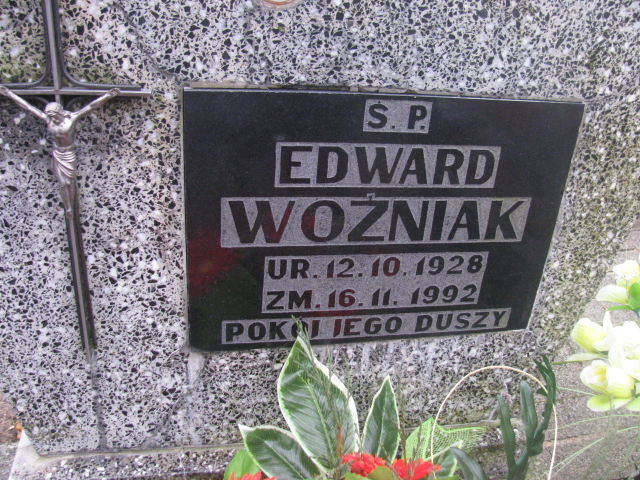 Ś. P.
EDWARD
WOŹNIAK
UR. 12. 10. 1928
ZM. 16. 11. 1992
POKÓJ JEGO DUSZY